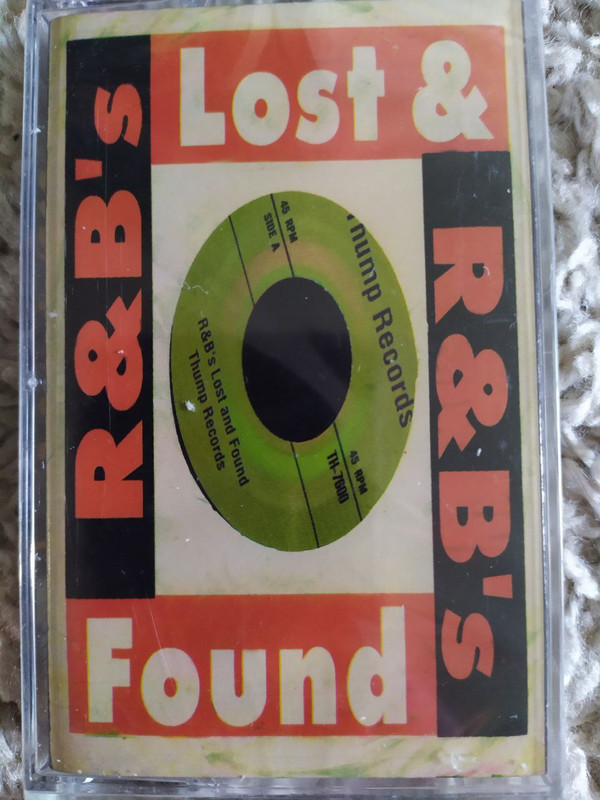 Lost &
R&B's
R&B's
45 RPM
SIDE A
Thump Records
R&B's Lost and Found
Thump Records
45 RPM
TH-7600
Found